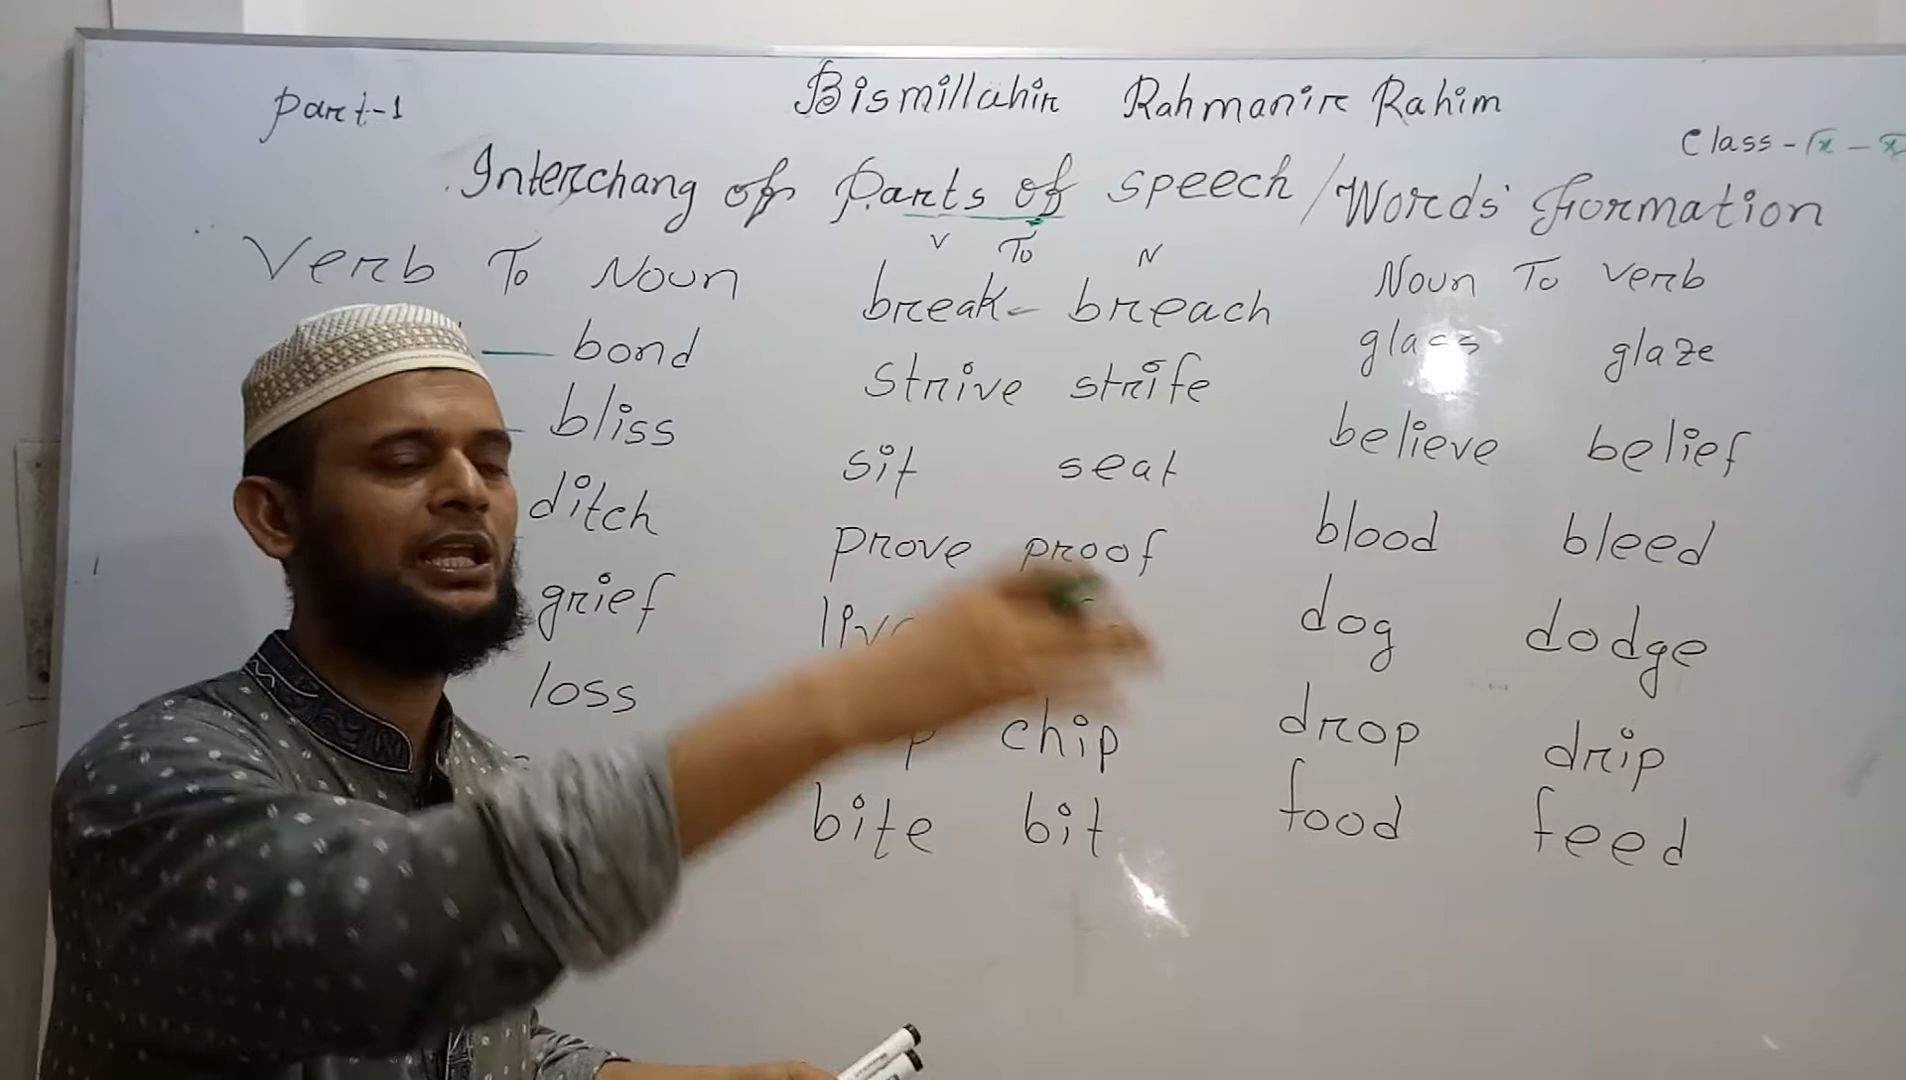 Part-1
Bismillahir Rahmanir Rahim
Class - IX - X
Interchang of Parts of speech / Words Formation
Verb To Noun
V To N
Noun To verb
bond
break - breach
glass glaze
bliss
strive strife
believe belief
ditch
sit seat
blood bleed
grief
prove proof
dog dodge
loss
chip
drop drip
bite bit
food feed